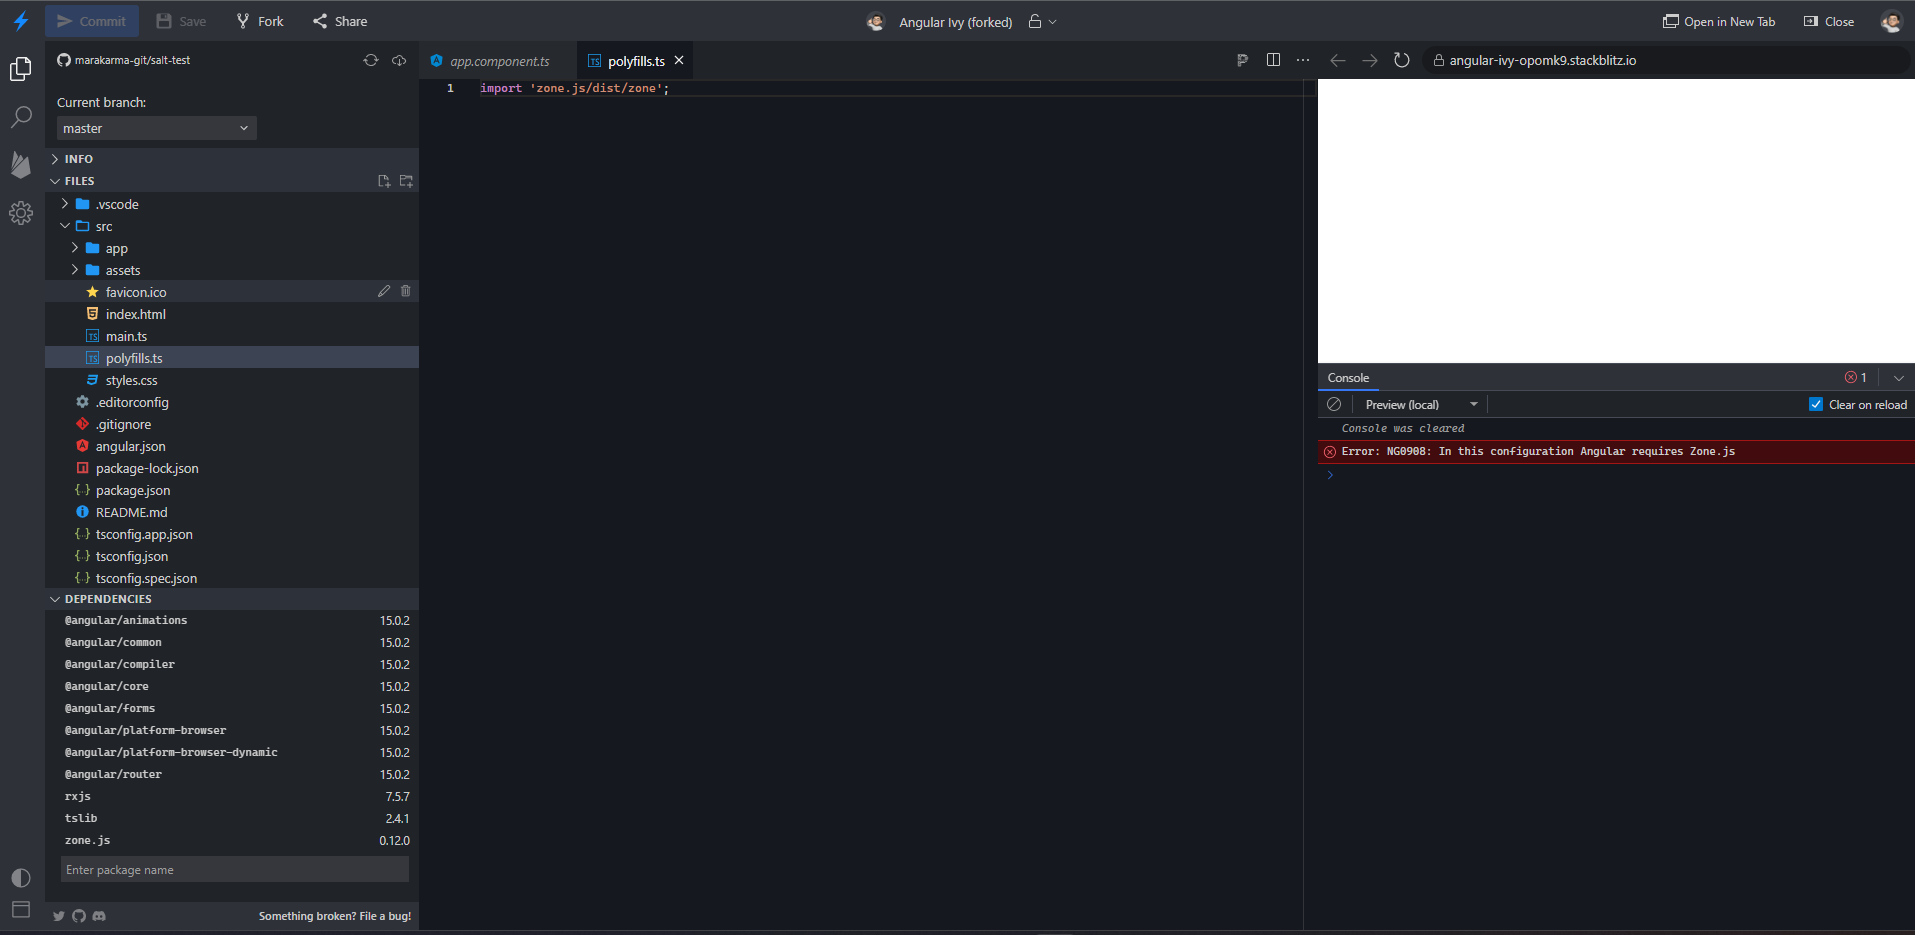 Commit
Save
Fork
Share
Angular Ivy (forked)
Open in New Tab
Close
marakarma-git/salt-test
Current branch:
master
INFO
FILES
.vscode
src
app
assets
favicon.ico
index.html
TS main.ts
TS polyfills.ts
styles.css
.editorconfig
.gitignore
angular.json
package-lock.json
{..} package.json
README.md
{..} tsconfig.app.json
{..} tsconfig.json
{..} tsconfig.spec.json
DEPENDENCIES
@angular/animations 15.0.2
@angular/common 15.0.2
@angular/compiler 15.0.2
@angular/core 15.0.2
@angular/forms 15.0.2
@angular/platform-browser 15.0.2
@angular/platform-browser-dynamic 15.0.2
@angular/router 15.0.2
rxjs 7.5.7
tslib 2.4.1
zone.js 0.12.0
Enter package name
Something broken? File a bug!
app.component.ts
TS polyfills.ts
1 import 'zone.js/dist/zone';
angular-ivy-opomk9.stackblitz.io
Console
1
Preview (local)
Clear on reload
Console was cleared
Error: NG0908: In this configuration Angular requires Zone.js